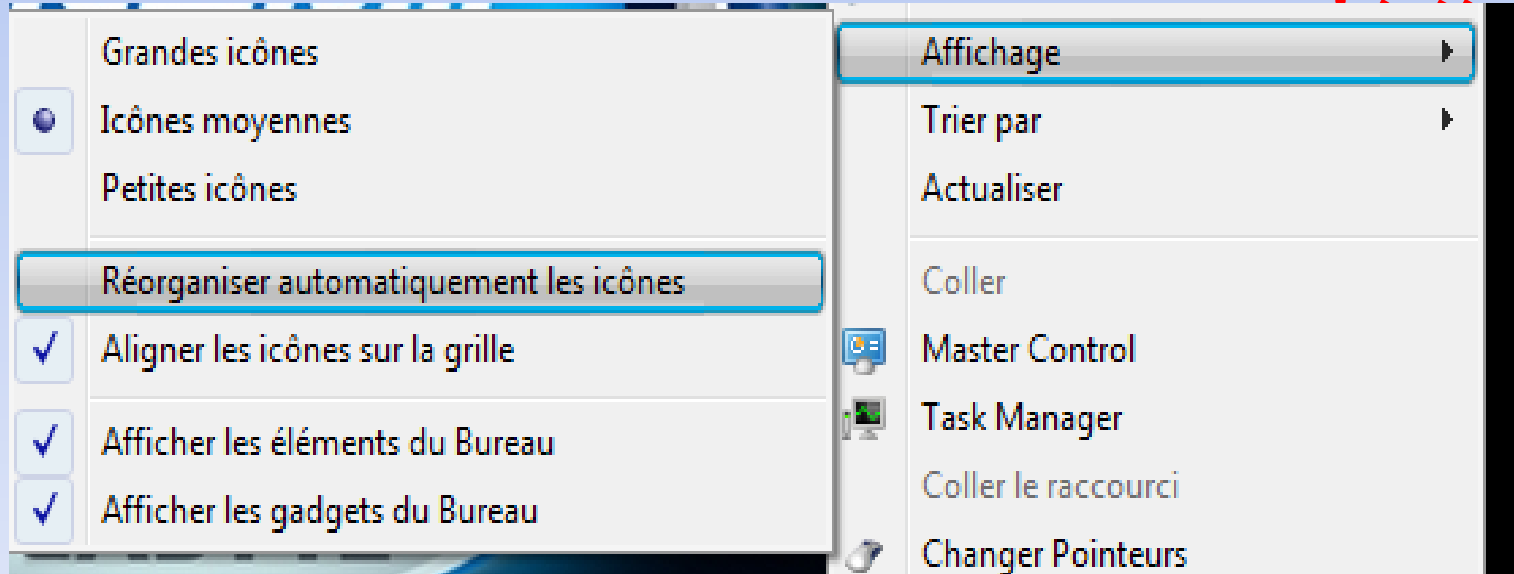 Grandes icônes
Icônes moyennes
Petites icônes
Réorganiser automatiquement les icônes
Aligner les icônes sur la grille
Afficher les éléments du Bureau
Afficher les gadgets du Bureau
Affichage
Trier par
Actualiser
Coller
Master Control
Task Manager
Coller le raccourci
Changer Pointeurs